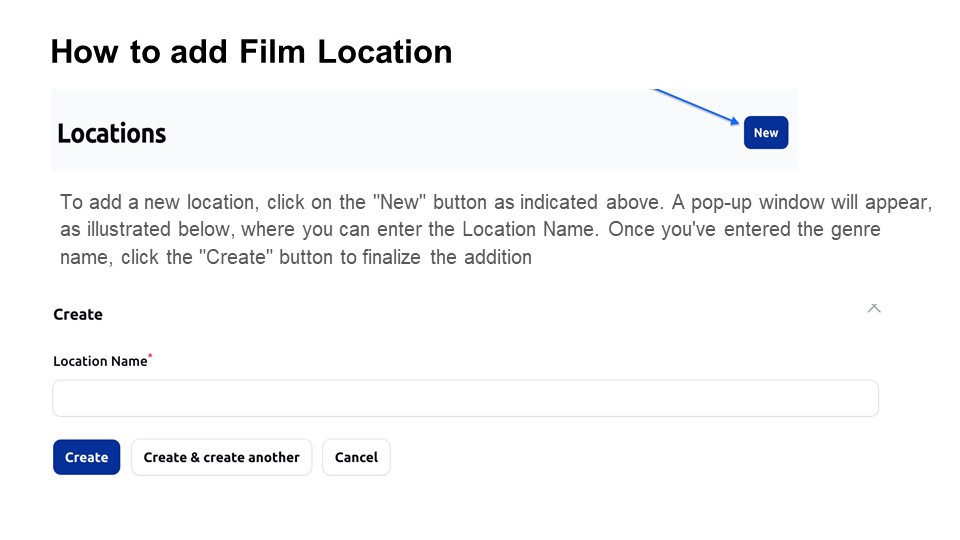 How to add Film Location
Locations
New
To add a new location, click on the "New" button as indicated above. A pop-up window will appear,
as illustrated below, where you can enter the Location Name. Once you've entered the genre
name, click the "Create" button to finalize the addition
Create
Location Name*
Create
Create & create another
Cancel